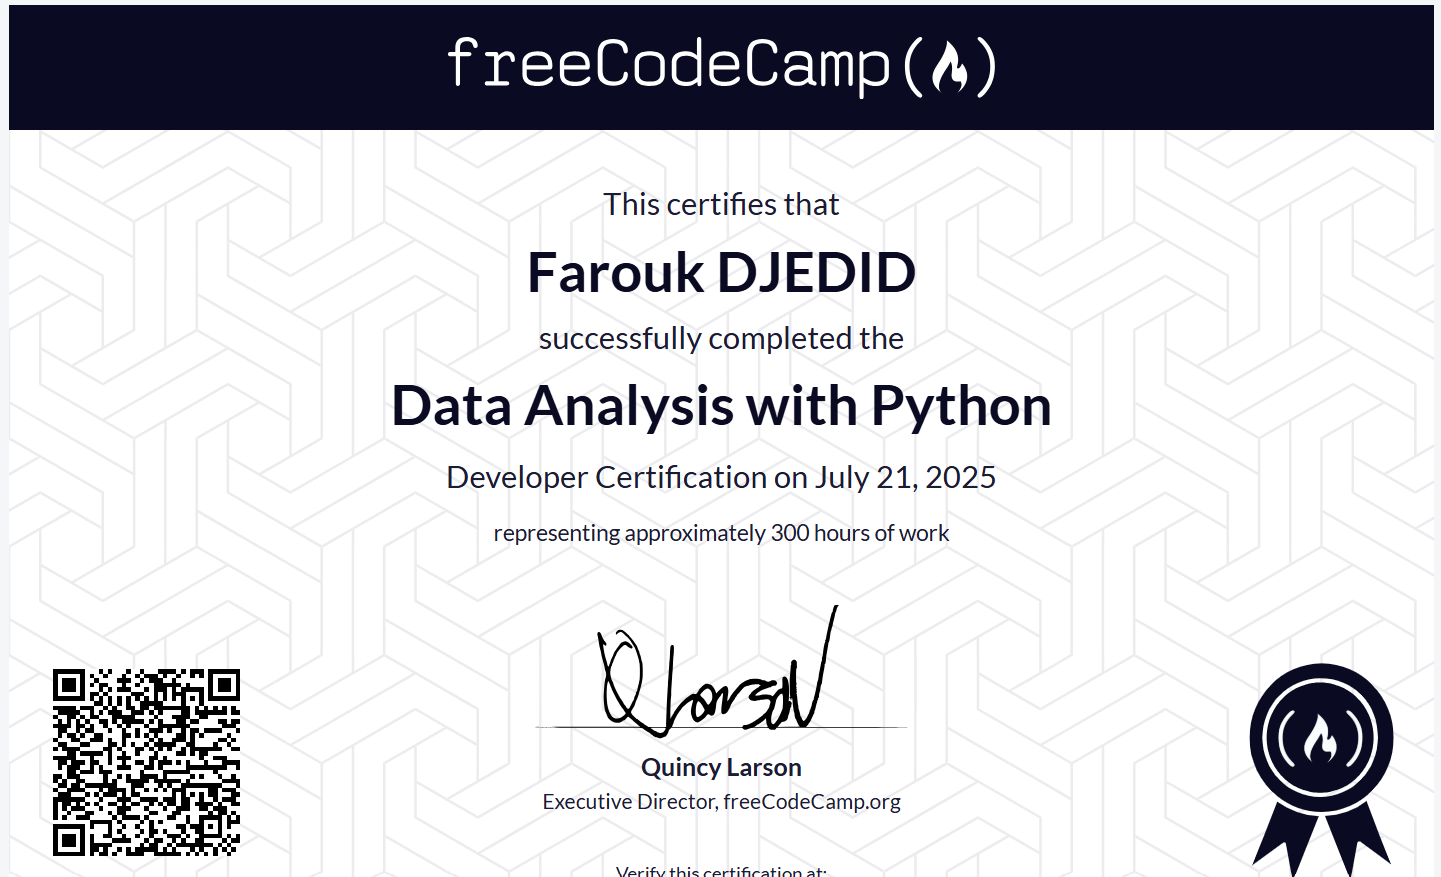 freeCodeCamp
This certifies that
Farouk DJEDID
successfully completed the
Data Analysis with Python
Developer Certification on July 21, 2025
representing approximately 300 hours of work
Q Larson
Quincy Larson
Executive Director, freeCodeCamp.org
Verify this certification at: